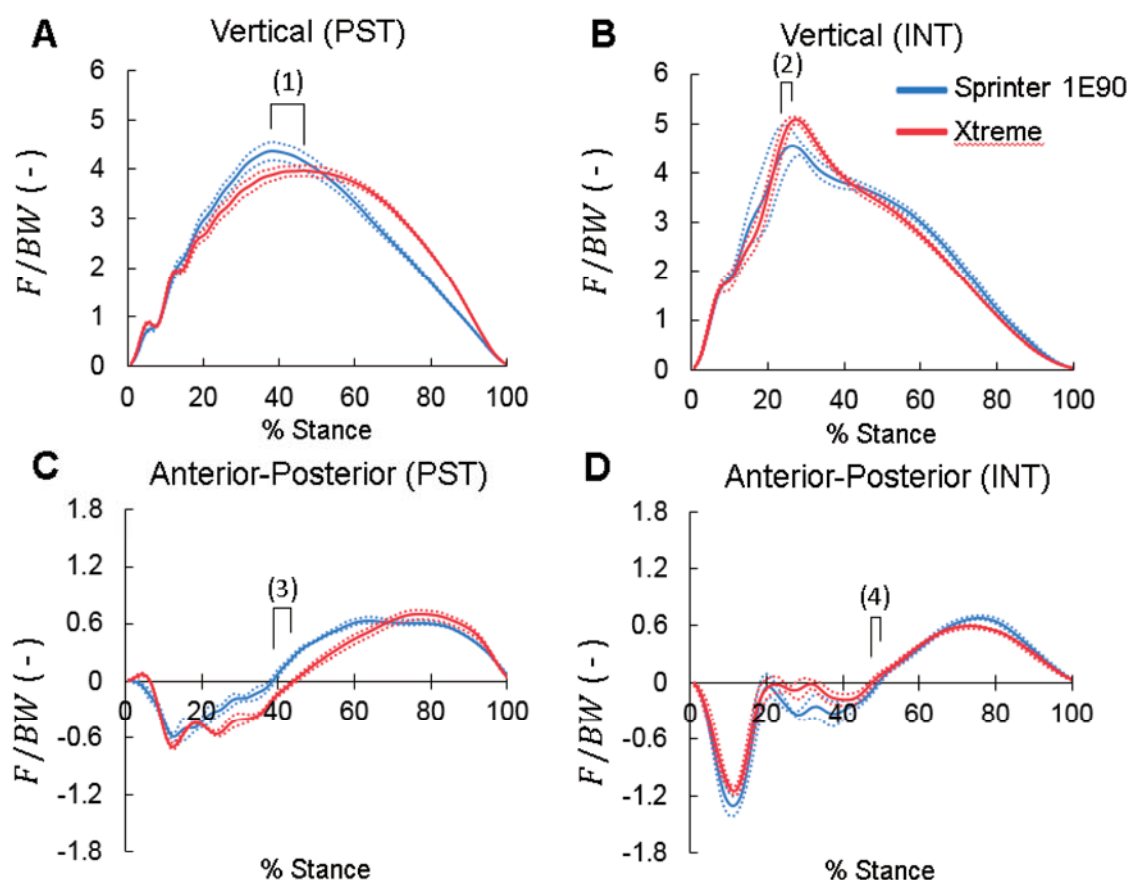 A
Vertical (PST)
6
5
4
3
2
1
0
F/BW (-)
(1)
0 20 40 60 80 100
% Stance
B
Vertical (INT)
6
5
4
3
2
1
0
F/BW (-)
(2)
Sprinter 1E90
Xtreme
0 20 40 60 80 100
% Stance
C
Anterior-Posterior (PST)
1.8
1.2
0.6
0
-0.6
-1.2
-1.8
F/BW (-)
(3)
0 20 40 60 80 100
% Stance
D
Anterior-Posterior (INT)
1.8
1.2
0.6
0
-0.6
-1.2
-1.8
F/BW (-)
(4)
0 20 40 60 80 100
% Stance